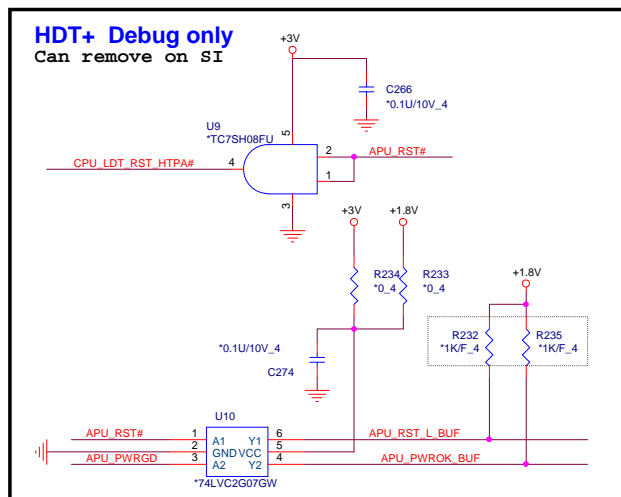 HDT+ Debug only
Can remove on SI
+3V
C266
*0.1U/10V_4
U9
*TC7SH08FU
5
CPU_LDT_RST_HTPA#
4
2
APU_RST#
1
3
+3V
+1.8V
+1.8V
R234
*0_4
R233
*0_4
R232
*1K/F_4
R235
*1K/F_4
*0.1U/10V_4
C274
U10
APU_RST#
1
A1
Y1
6
APU_RST_L_BUF
2
GND
VCC
5
APU_PWRGD
3
A2
Y2
4
APU_PWROK_BUF
*74LVC2G07GW